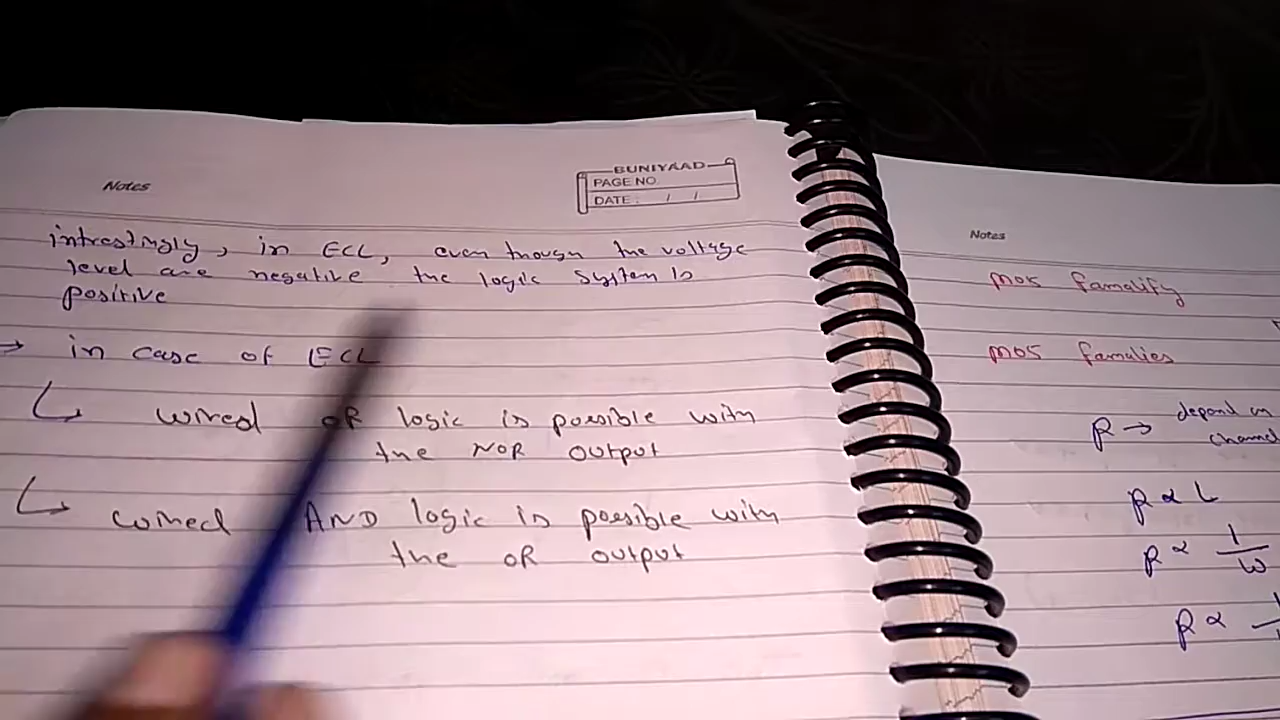 Notes
BUNIYAAD
PAGE NO.
DATE: / /
intrestingly, in ECL, even though the voltage
level are negative the logic system is
positive
→ in case of ECL
wired OR logic is possible with
the NOR output
wired AND logic is possible with
the OR output
Notes
MOS famalify
MOS famalies
R → depend on
channel
R ∝ L
R ∝ 1/W
R ∝